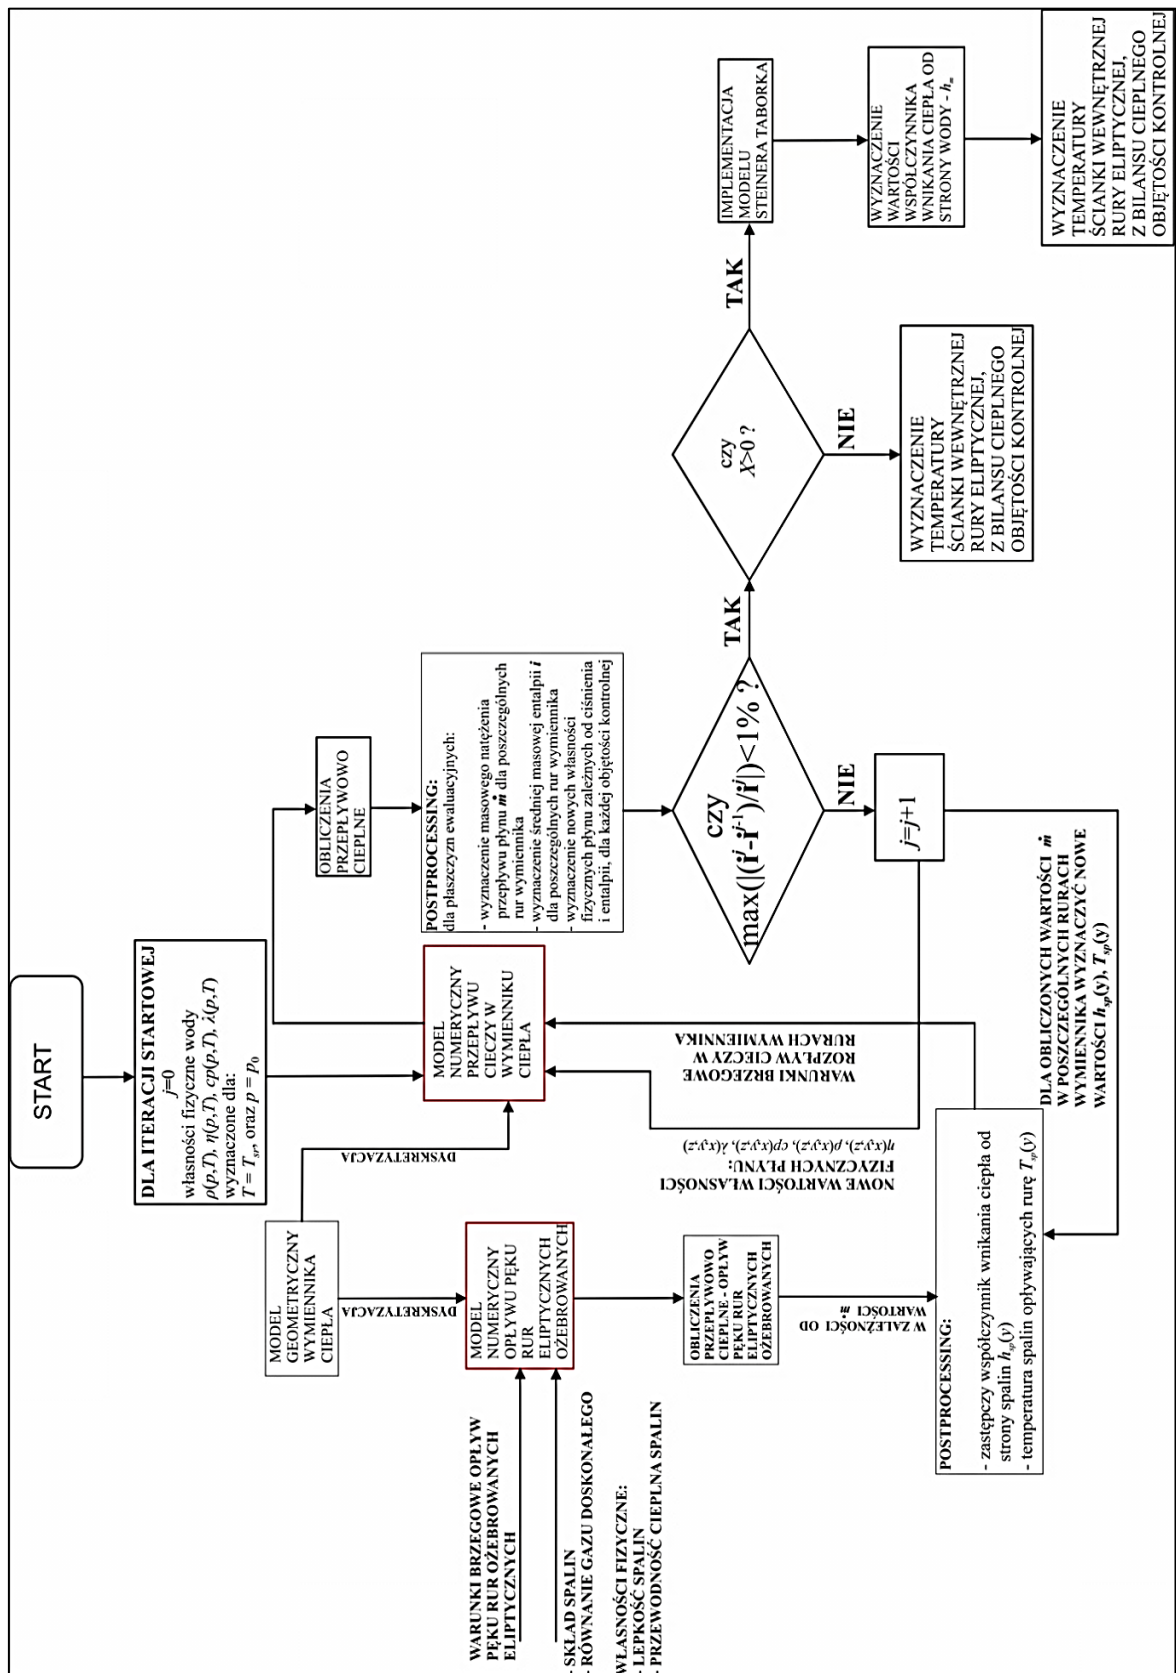 START
DLA ITERACJI STARTOWEJ
j=0
własności fizyczne wody
ρ(p,T), η(p,T), cp(p,T), λ(p,T)
wyznaczone dla:
T = Tśr, oraz p = p0
MODEL
GEOMETRYCZNY
WYMIENNIKA
CIEPŁA
DYSKRETYZACJA
DYSKRETYZACJA
WARUNKI BRZEGOWE OPŁYW
PĘKU RUR OŻEBROWANYCH
ELIPTYCZNYCH
- SKŁAD SPALIN
- RÓWNANIE GAZU DOSKONALEGO
WŁASNOŚCI FIZYCZNE:
- LEPKOŚĆ SPALIN
- PRZEWODNOŚĆ CIEPLNA SPALIN
MODEL
NUMERYCZNY
OPŁYWU PĘKU
RUR
ELIPTYCZNYCH
OŻEBROWANYCH
MODEL
NUMERYCZNY
PRZEPŁYWU
CIECZY W
WYMIENNIKU
CIEPŁA
OBLICZENIA
PRZEPŁYWOWO
CIEPLNE
POSTPROCESSING:
dla płaszczyzn ewaluacyjnych:
- wyznaczenie masowego natężenia
przepływu płynu ṁ dla poszczególnych
rur wymiennika
- wyznaczenie średniej masowej entalpii i
dla poszczególnych rur wymiennika
- wyznaczenie nowych własności
fizycznych płynu zależnych od ciśnienia
i entalpii, dla każdej objętości kontrolnej
OBLICZENIA
PRZEPŁYWOWO
CIEPLNE - OPŁYW
PĘKU RUR
ELIPTYCZNYCH
OŻEBROWANYCH
W ZALEŻNOŚCI OD
WARTOŚCI ṁ
NOWE WARTOŚCI WŁASNOŚCI
FIZYCZNYCH PŁYNU:
η(x,y,z), ρ(x,y,z), cp(x,y,z), λ(x,y,z)
WARUNKI BRZEGOWE
ROZPŁYW CIECZY W
RURACH WYMIENNIKA
czy
max(|(i^j-i^j-1)/i^j|)<1% ?
TAK
NIE
j=j+1
DLA OBLICZONYCH WARTOŚCI ṁ
W POSZCZEGÓLNYCH RURACH
WYMIENNIKA WYZNACZYĆ NOWE
WARTOŚCI hsp(y), Tsp(y)
POSTPROCESSING:
- zastępczy współczynnik wnikania ciepła od
strony spalin hsp(y)
- temperatura spalin opływających rurę Tsp(y)
czy
X>0 ?
TAK
NIE
WYZNACZENIE
TEMPERATURY
ŚCIANKI WEWNĘTRZNEJ
RURY ELIPTYCZNEJ,
Z BILANSU CIEPLNEGO
OBJĘTOŚCI KONTROLNEJ
IMPLEMENTACJA
MODELU
STEINERA TABORKA
WYZNACZENIE
WARTOŚCI
WSPÓŁCZYNNIKA
WNIKANIA CIEPŁA OD
STRONY WODY - hw
WYZNACZENIE
TEMPERATURY
ŚCIANKI WEWNĘTRZNEJ
RURY ELIPTYCZNEJ,
Z BILANSU CIEPLNEGO
OBJĘTOŚCI KONTROLNEJ